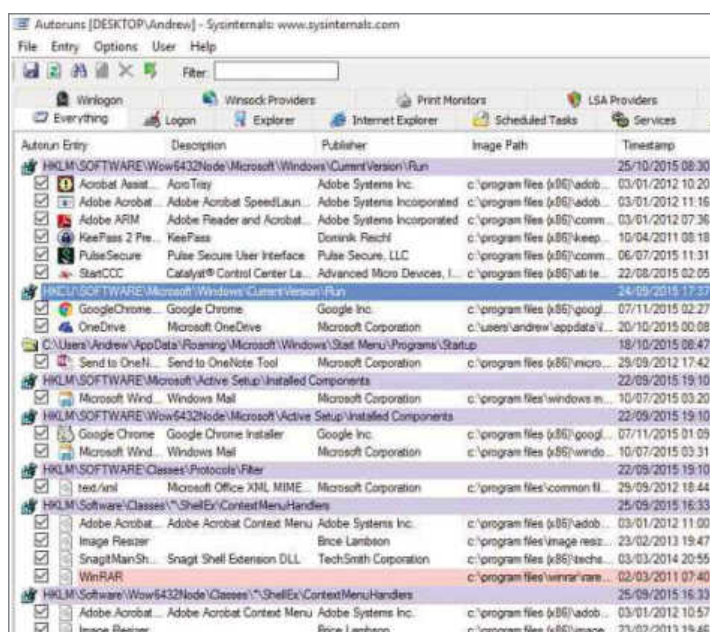 Autoruns [DESKTOP\Andrew] - Sysinternals: www.sysinternals.com
File Entry Options User Help
Filter:
Winlogon Winsock Providers Print Monitors LSA Providers
Everything Logon Explorer Internet Explorer Scheduled Tasks Services
Autorun Entry Description Publisher Image Path Timestamp
HKLM\SOFTWARE\Wow6432Node\Microsoft\Windows\CurrentVersion\Run 25/10/2015 08:30
Acrobat Assist... AcroTray Adobe Systems Inc. c:\program files (x86)\adob... 03/01/2012 10:20
Adobe Acrobat... Adobe Acrobat SpeedLaun... Adobe Systems Incorporated c:\program files (x86)\adob... 03/01/2012 11:16
Adobe ARM Adobe Reader and Acrobat... Adobe Systems Incorporated c:\program files (x86)\comm... 03/01/2012 07:36
KeePass 2 Pre... KeePass Dominik Reichl c:\program files (x86)\keep... 10/04/2011 08:18
PulseSecure Pulse Secure User Interface Pulse Secure, LLC c:\program files (x86)\comm... 06/07/2015 11:31
StartCCC Catalyst® Control Center La... Advanced Micro Devices, I... c:\program files (x86)\ati te... 22/08/2015 02:05
HKCU\SOFTWARE\Microsoft\Windows\CurrentVersion\Run 24/09/2015 17:37
GoogleChrome... Google Chrome Google Inc. c:\program files (x86)\googl... 07/11/2015 02:27
OneDrive Microsoft OneDrive Microsoft Corporation c:\users\andrew\appdata\l... 20/10/2015 00:08
C:\Users\Andrew\AppData\Roaming\Microsoft\Windows\Start Menu\Programs\Startup 18/10/2015 08:47
Send to OneN... Send to OneNote Tool Microsoft Corporation c:\program files (x86)\micro... 29/09/2012 17:42
HKLM\SOFTWARE\Microsoft\Active Setup\Installed Components 22/09/2015 19:10
Microsoft Wind... Windows Mail Microsoft Corporation c:\program files\windows m... 10/07/2015 03:20
HKLM\SOFTWARE\Wow6432Node\Microsoft\Active Setup\Installed Components 22/09/2015 19:10
Google Chrome Google Chrome Installer Google Inc. c:\program files (x86)\googl... 07/11/2015 01:09
Microsoft Wind... Windows Mail Microsoft Corporation c:\program files (x86)\windo... 10/07/2015 03:31
HKLM\SOFTWARE\Classes\Protocols\Filter 22/09/2015 19:10
text/xml Microsoft Office XML MIME... Microsoft Corporation c:\program files\common fil... 29/09/2012 18:44
HKLM\Software\Classes\*\ShellEx\ContextMenuHandlers 25/09/2015 16:33
Adobe Acrobat... Adobe Acrobat Context Menu Adobe Systems Inc. c:\program files (x86)\adob... 03/01/2012 11:00
Image Resizer Brice Lambson c:\program files\image resiz... 23/02/2013 19:47
SnagitMainSh... Snagit Shell Extension DLL TechSmith Corporation c:\program files (x86)\techs... 03/03/2014 20:55
WinRAR c:\program files\winrar\rare... 02/03/2011 07:40
HKLM\Software\Wow6432Node\Classes\*\ShellEx\ContextMenuHandlers 25/09/2015 16:33
Adobe Acrobat... Adobe Acrobat Context Menu Adobe Systems Inc. c:\program files (x86)\adob... 03/01/2012 10:57
Image Resizer Brice Lambson c:\program files (x86)\image... 23/02/2013 19:46